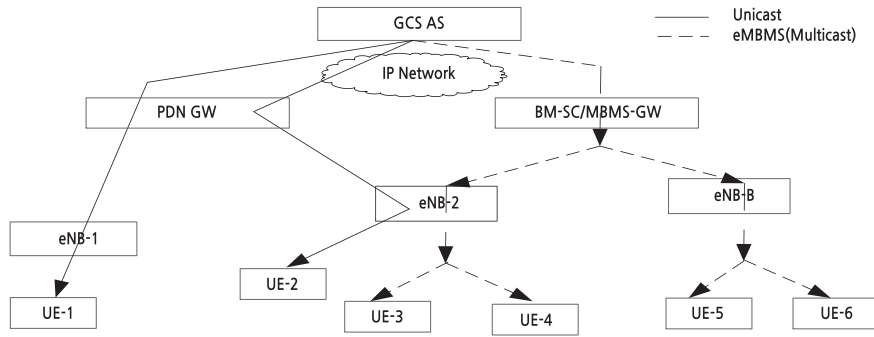 GCS AS
Unicast
eMBMS(Multicast)
IP Network
PDN GW
BM-SC/MBMS-GW
eNB-2
eNB-B
eNB-1
UE-2
UE-1
UE-3
UE-4
UE-5
UE-6